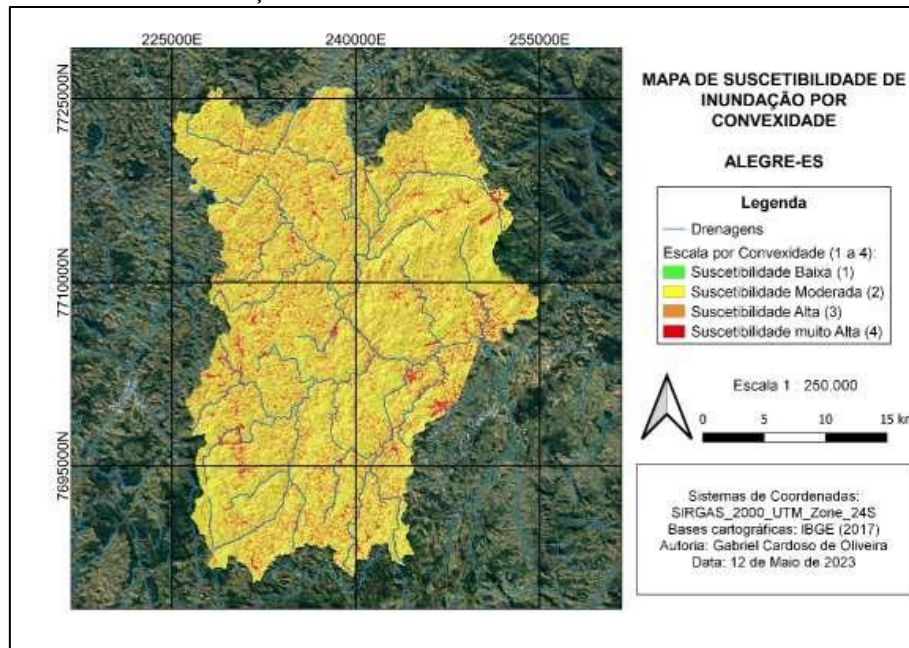 225000E
240000E
255000E
7725000N
7710000N
7695000N
MAPA DE SUSCETIBILIDADE DE
INUNDAÇÃO POR
CONVEXIDADE
ALEGRE-ES
Legenda
Drenagens
Escala por Convexidade (1 a 4):
Suscetibilidade Baixa (1)
Suscetibilidade Moderada (2)
Suscetibilidade Alta (3)
Suscetibilidade muito Alta (4)
Escala 1 : 250.000
0 5 10 15 km
Sistemas de Coordenadas:
SIRGAS_2000_UTM_Zone_24S
Bases cartográficas: IBGE (2017)
Autoria: Gabriel Cardoso de Oliveira
Data: 12 de Maio de 2023